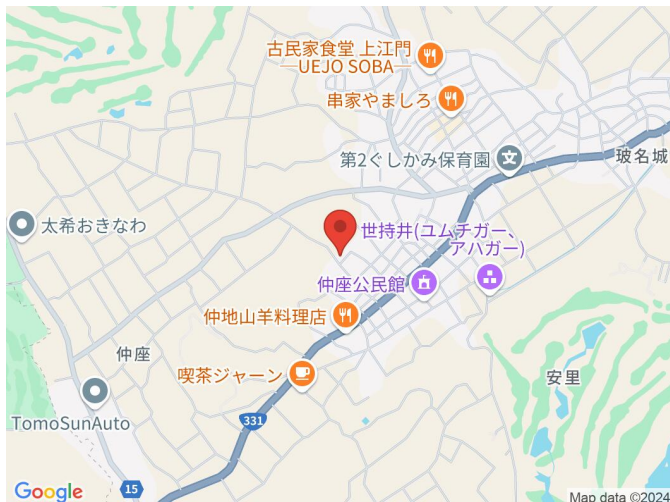 古民家食堂 上江門
—UEJO SOBA—
串家やましろ
第2ぐしかみ保育園
玻名城
太希おきなわ
世持井(ユムチガー、
アハガー)
仲座公民館
仲地山羊料理店
仲座
喫茶ジャーン
安里
TomoSunAuto
331
15
Google
Map data ©2024